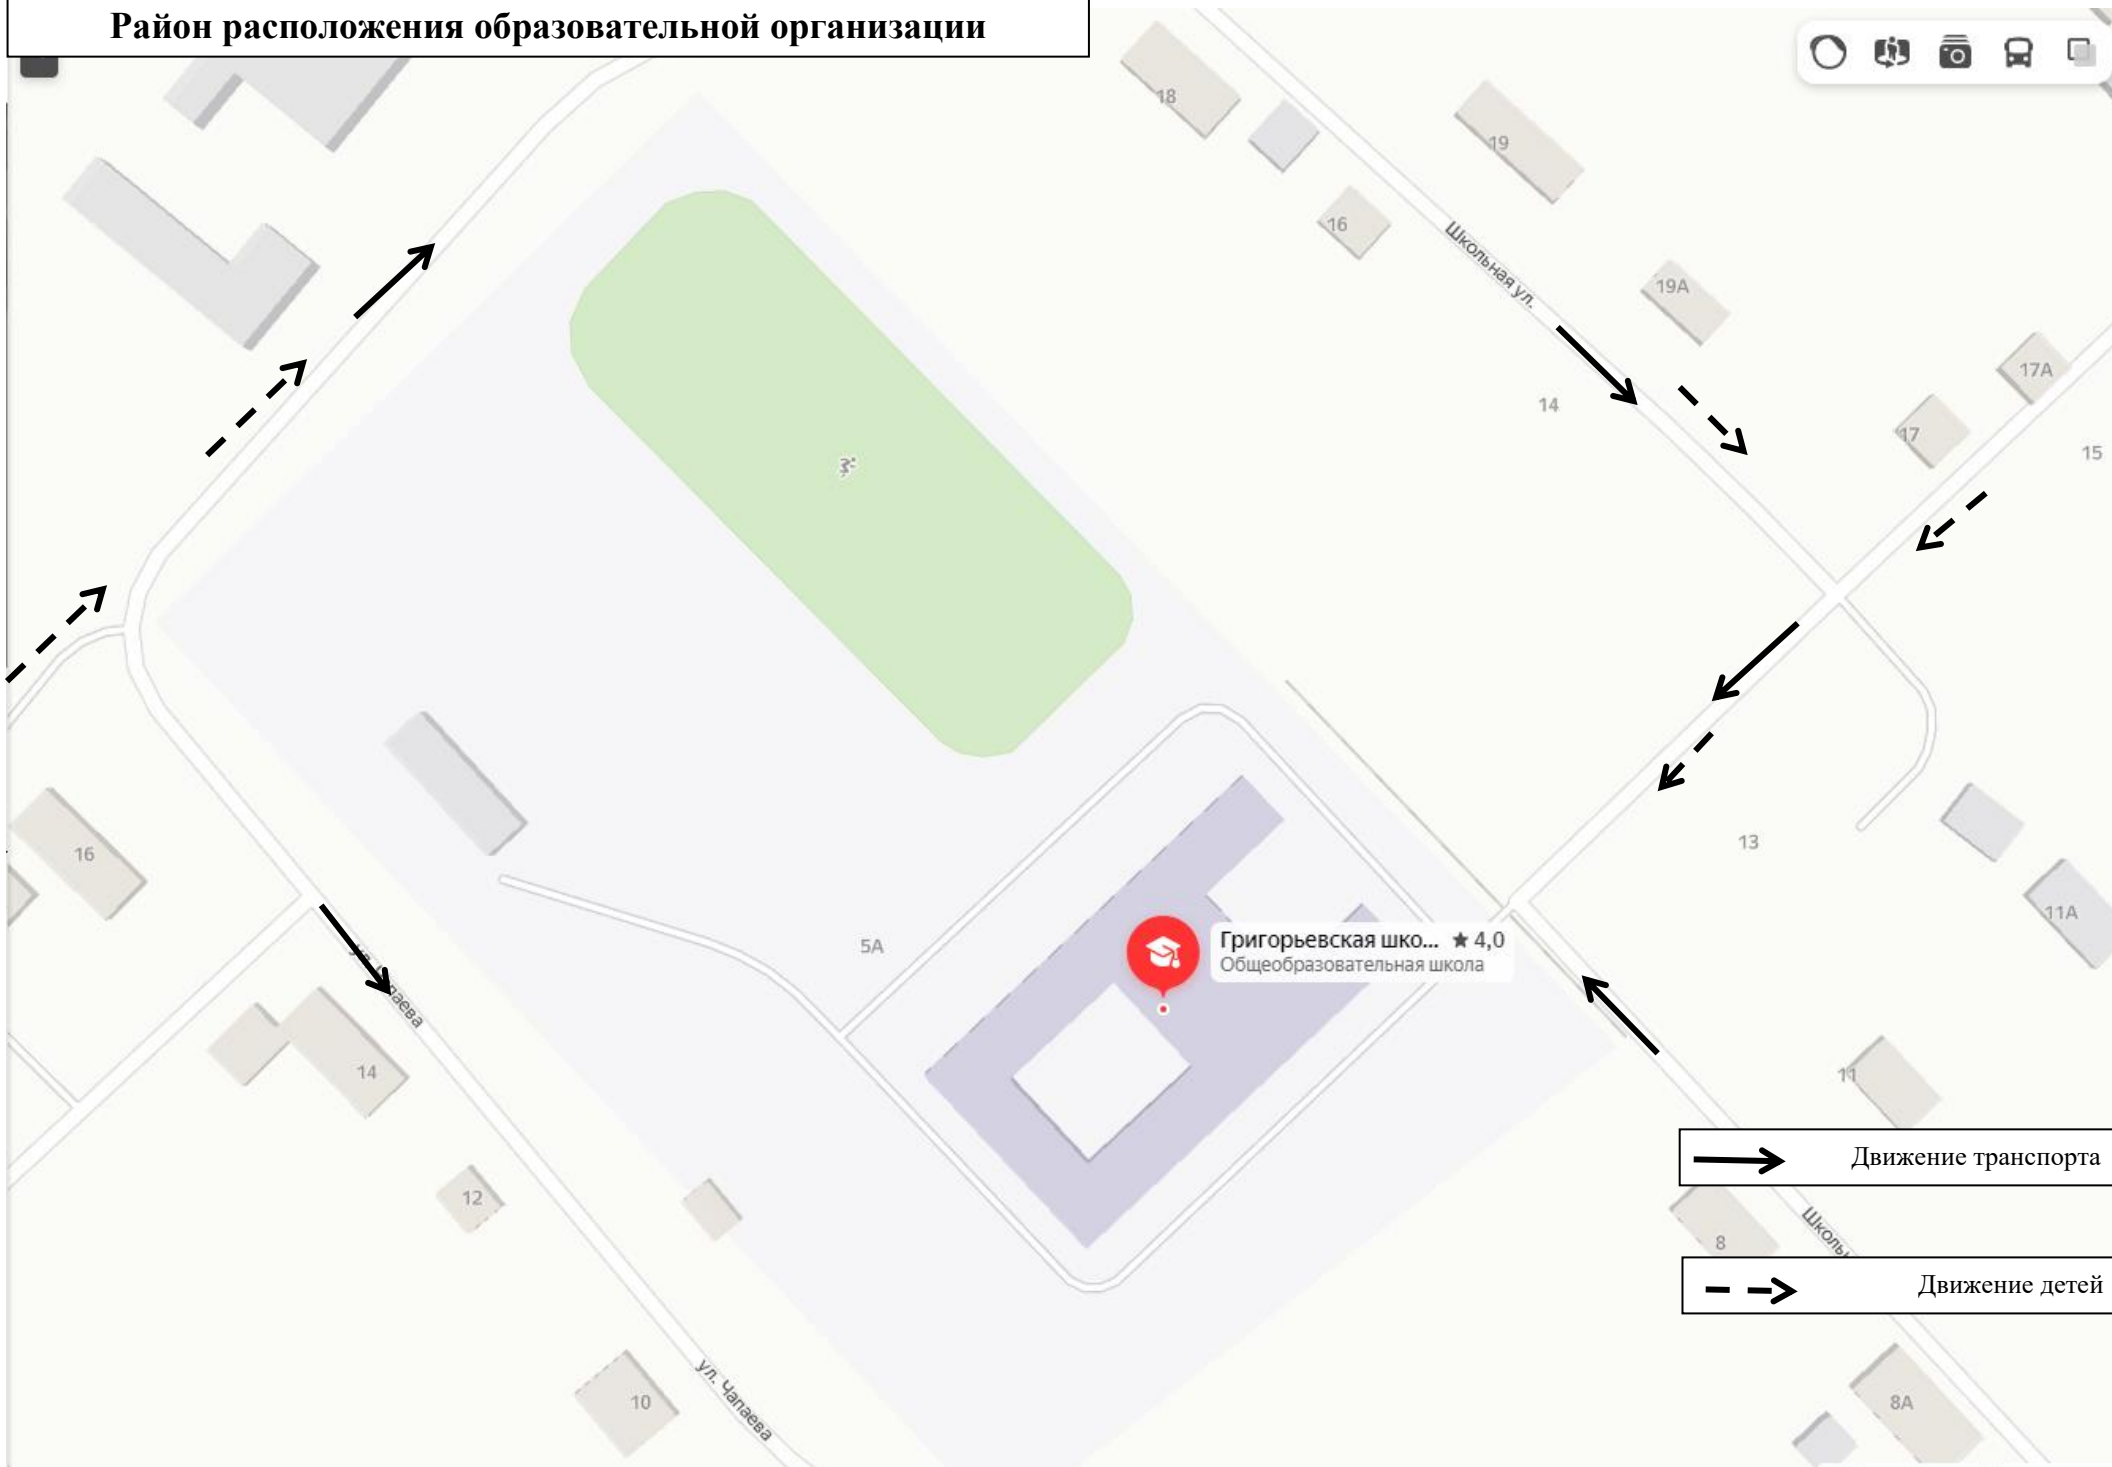 Район расположения образовательной организации
18
19
16
Школьная ул.
19А
17А
14
17
15
13
16
11А
5А
Григорьевская шко... ★ 4,0
Общеобразовательная школа
14
11
Движение транспорта
12
8
Движение детей
10
ул. Чапаева
8А